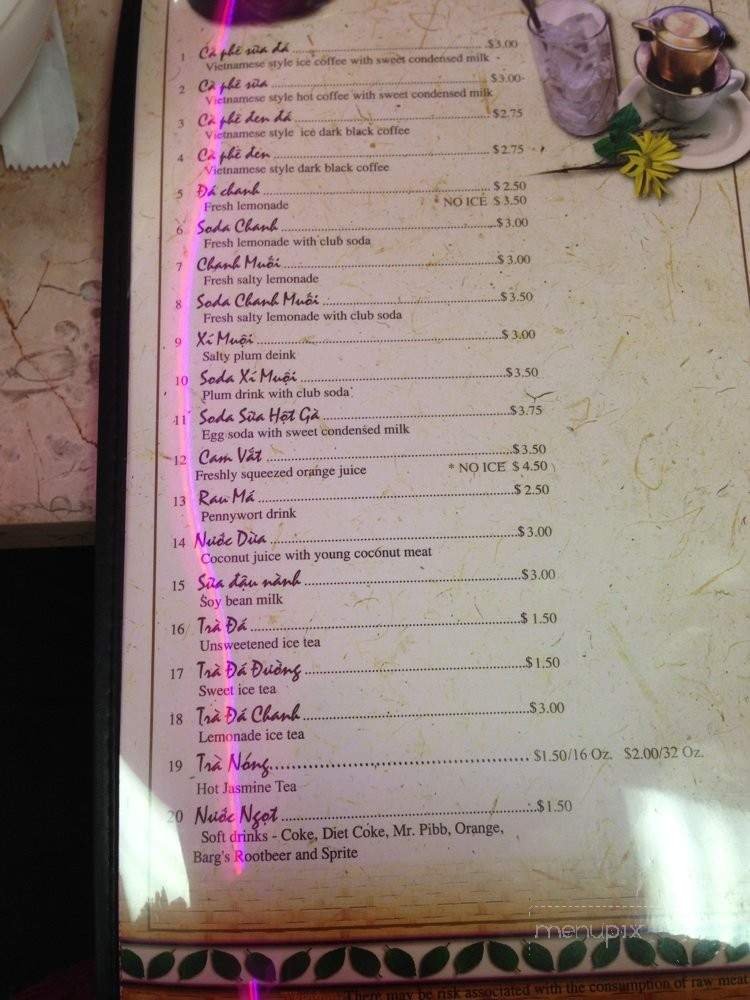 1 Cà phê sữa đá ........ $3.00
Vietnamese style ice coffee with sweet condensed milk
2 Cà phê sữa ........ $3.00
Vietnamese style hot coffee with sweet condensed milk
3 Cà phê đen đá ........ $2.75
Vietnamese style ice dark black coffee
4 Cà phê đen ........ $2.75
Vietnamese style dark black coffee
5 Đá chanh ........ $2.50
Fresh lemonade * NO ICE $3.50
6 Soda Chanh ........ $3.00
Fresh lemonade with club soda
7 Chanh Muối ........ $3.00
Fresh salty lemonade
8 Soda Chanh Muối ........ $3.50
Fresh salty lemonade with club soda
9 Xí Muội ........ $3.00
Salty plum deink
10 Soda Xí Muội ........ $3.50
Plum drink with club soda
11 Soda Sữa Hột Gà ........ $3.75
Egg soda with sweet condensed milk
12 Cam Vắt ........ $3.50
Freshly squeezed orange juice * NO ICE $4.50
13 Rau Má ........ $2.50
Pennywort drink
14 Nước Dừa ........ $3.00
Coconut juice with young coconut meat
15 Sữa đậu nành ........ $3.00
Soy bean milk
16 Trà Đá ........ $1.50
Unsweetened ice tea
17 Trà Đá Đường ........ $1.50
Sweet ice tea
18 Trà Đá Chanh ........ $3.00
Lemonade ice tea
19 Trà Nóng ........ $1.50/16 Oz. $2.00/32 Oz.
Hot Jasmine Tea
20 Nước Ngọt ........ $1.50
Soft drinks - Coke, Diet Coke, Mr. Pibb, Orange,
Barg's Rootbeer and Sprite
menupix
There may be risk associated with the consumption of raw meat